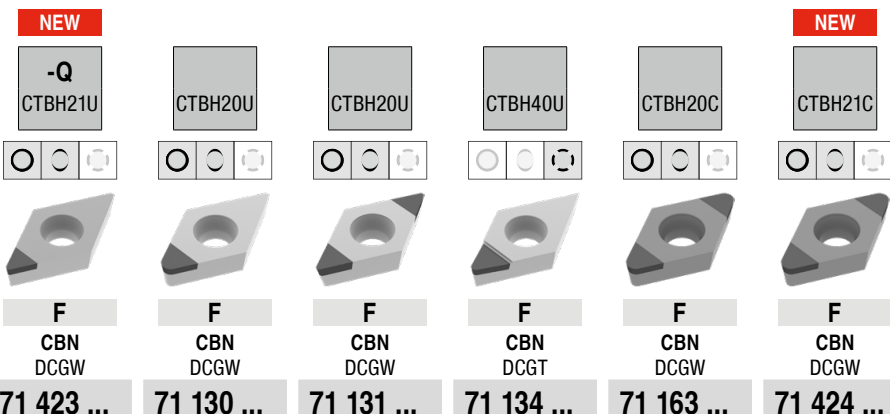 NEW NEW
-Q
CTBH21U CTBH20U CTBH20U CTBH40U CTBH20C CTBH21C
F F F F F F
CBN CBN CBN CBN CBN CBN
DCGW DCGW DCGW DCGT DCGW DCGW
71 423 ... 71 130 ... 71 131 ... 71 134 ... 71 163 ... 71 424 ...